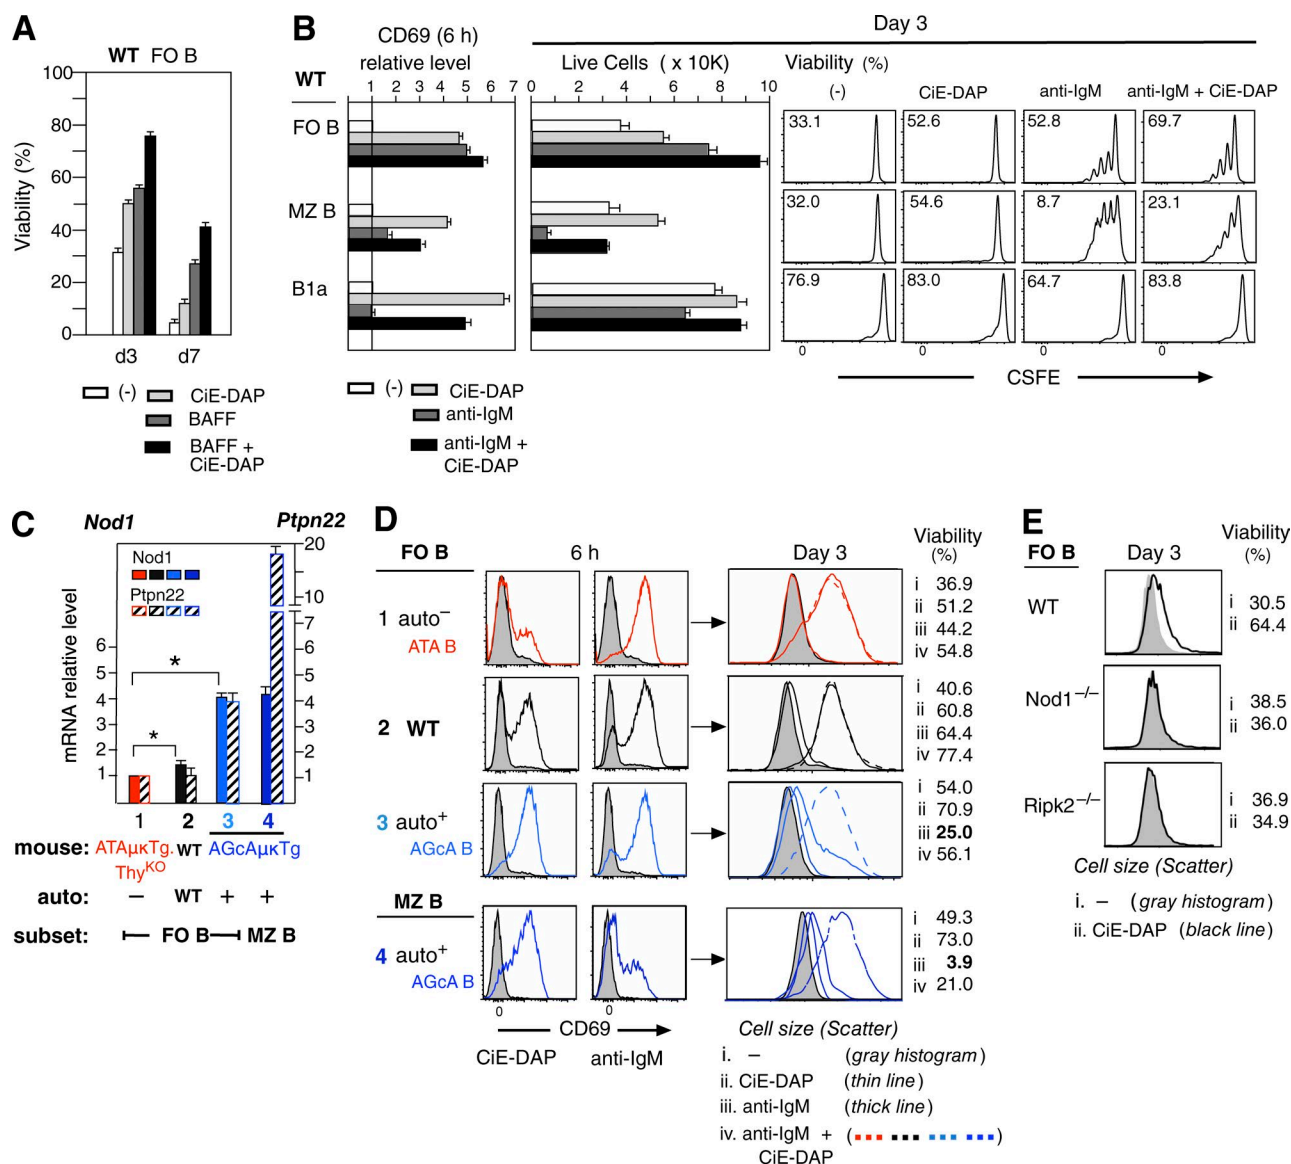 A
WT FO B
Viability (%)
100
80
60
40
20
0
d3 d7
(-) CiE-DAP
BAFF
BAFF +
CiE-DAP
B
Day 3
CD69 (6 h)
relative level
Live Cells ( x 10K)
Viability (%)
WT
1 2 3 4 5 6 7
0 2 4 6 8 10
(-) CiE-DAP anti-IgM anti-IgM + CiE-DAP
FO B
33.1 52.6 52.8 69.7
MZ B
32.0 54.6 8.7 23.1
B1a
76.9 83.0 64.7 83.8
0 0 0 0
CSFE
(-) CiE-DAP
anti-IgM
anti-IgM +
CiE-DAP
C
Nod1 Ptpn22
mRNA relative level
Nod1
Ptpn22
6
5
4
3
2
1
20
10
7
6
5
4
3
2
1
*
*
1 2 3 4
mouse: ATAμκTg. WT AGcAμκTg
ThyKO
auto: – WT + +
subset: FO B MZ B
D
FO B 6 h Day 3
Viability
(%)
1 auto–
ATA B
i 36.9
ii 51.2
iii 44.2
iv 54.8
2 WT
i 40.6
ii 60.8
iii 64.4
iv 77.4
3 auto+
AGcA B
i 54.0
ii 70.9
iii 25.0
iv 56.1
MZ B
4 auto+
AGcA B
i 49.3
ii 73.0
iii 3.9
iv 21.0
0 0
CD69
CiE-DAP anti-IgM
Cell size (Scatter)
i. – (gray histogram)
ii. CiE-DAP (thin line)
iii. anti-IgM (thick line)
iv. anti-IgM + ( )
CiE-DAP
E
FO B Day 3
Viability
(%)
WT
i 30.5
ii 64.4
Nod1–/–
i 38.5
ii 36.0
Ripk2–/–
i 36.9
ii 34.9
Cell size (Scatter)
i. – (gray histogram)
ii. CiE-DAP (black line)